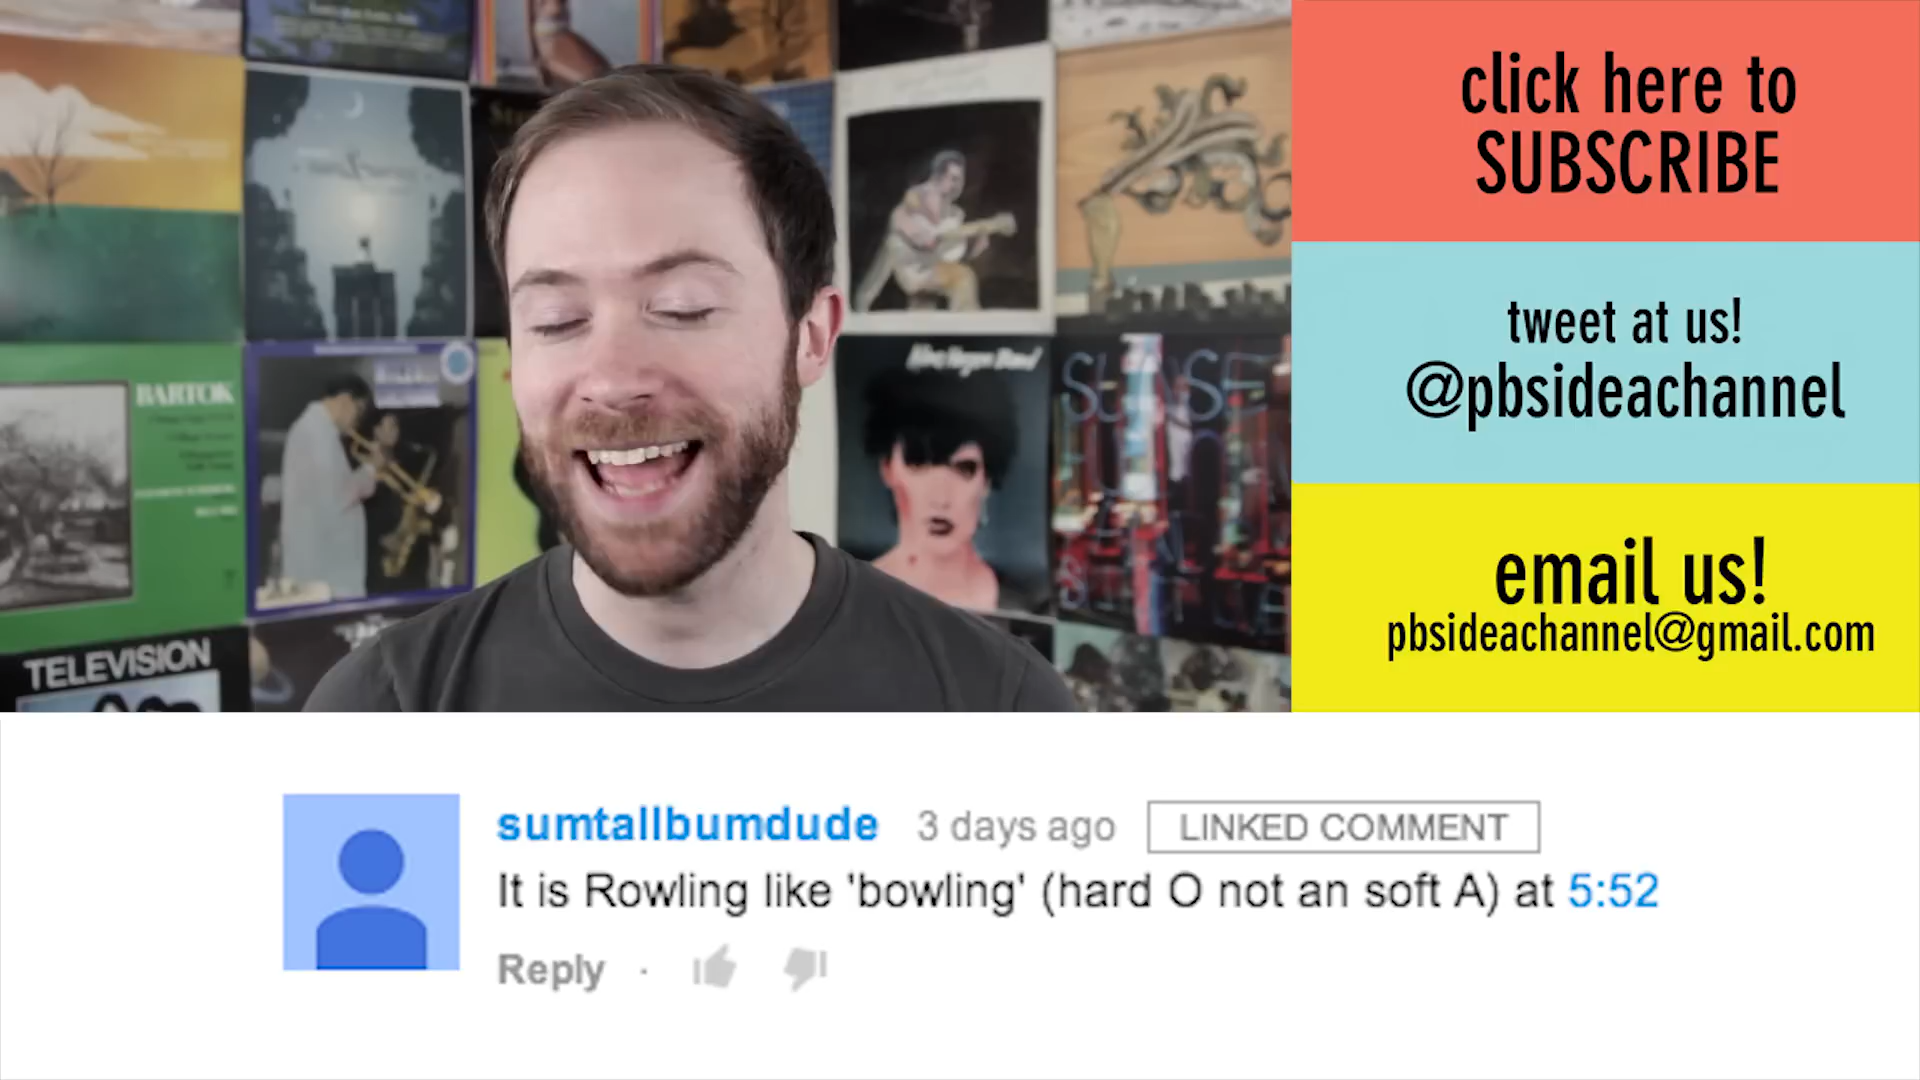 click here to
SUBSCRIBE
tweet at us!
@pbsideachannel
email us!
pbsideachannel@gmail.com
BARTOK
SUNSET
TELEVISION
sumtallbumdude 3 days ago LINKED COMMENT
It is Rowling like 'bowling' (hard O not an soft A) at 5:52
Reply ·